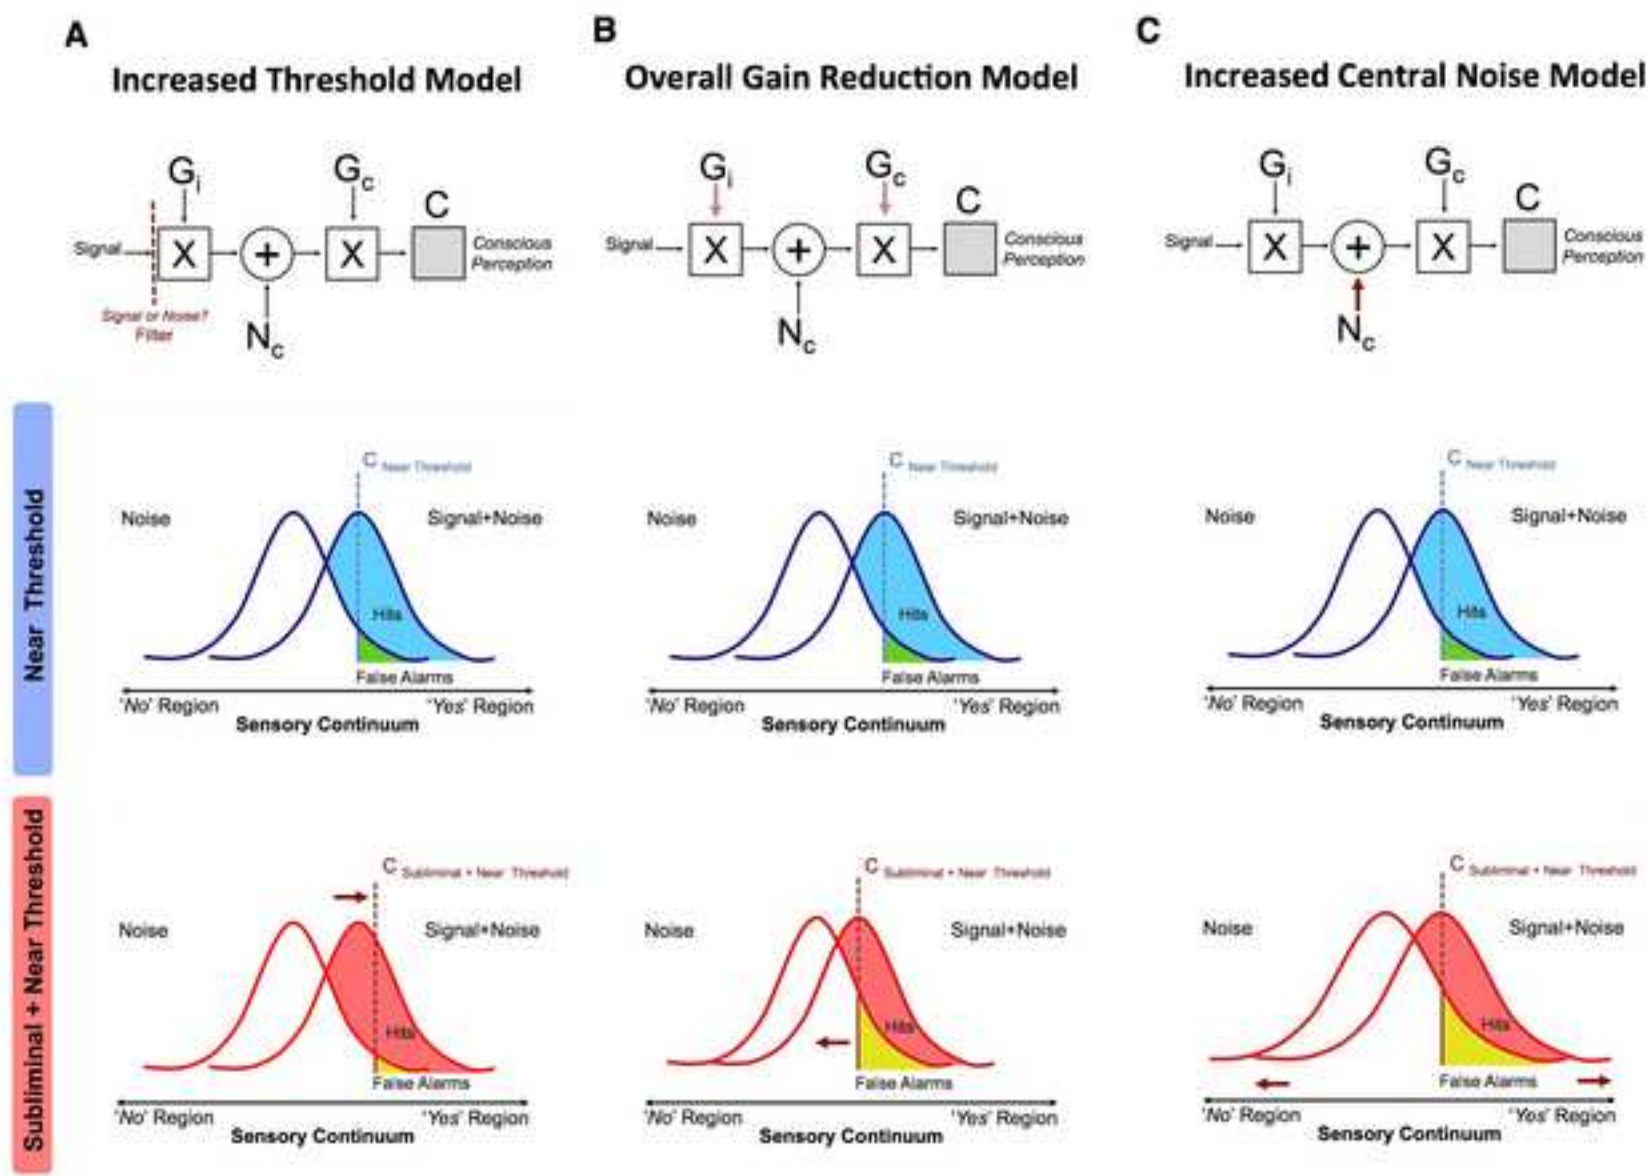 A
Increased Threshold Model
Gi
Gc
C
Signal
X
+
X
Conscious
Perception
Signal or Noise?
Filter
Nc
B
Overall Gain Reduction Model
Gi
Gc
C
Signal
X
+
X
Conscious
Perception
Nc
C
Increased Central Noise Model
Gi
Gc
C
Signal
X
+
X
Conscious
Perception
Nc
Near Threshold
C Near Threshold
Noise
Signal+Noise
Hits
False Alarms
'No' Region
'Yes' Region
Sensory Continuum
C Near Threshold
Noise
Signal+Noise
Hits
False Alarms
'No' Region
'Yes' Region
Sensory Continuum
C Near Threshold
Noise
Signal+Noise
Hits
False Alarms
'No' Region
'Yes' Region
Sensory Continuum
Subliminal + Near Threshold
C Subliminal + Near Threshold
Noise
Signal+Noise
Hits
False Alarms
'No' Region
'Yes' Region
Sensory Continuum
C Subliminal + Near Threshold
Noise
Signal+Noise
Hits
False Alarms
'No' Region
'Yes' Region
Sensory Continuum
C Subliminal + Near Threshold
Noise
Signal+Noise
Hits
False Alarms
'No' Region
'Yes' Region
Sensory Continuum